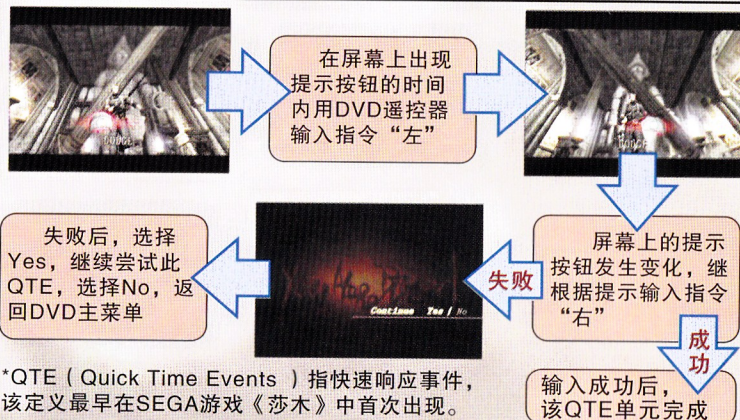 DODGE
在屏幕上出现
提示按钮的时间
内用DVD遥控器
输入指令“左”
DODGE
屏幕上的提示
按钮发生变化，继
根据提示输入指令
“右”
失败
Continue Yes / No
失败后，选择
Yes，继续尝试此
QTE，选择No，返
回DVD主菜单
成功
输入成功后，
该QTE单元完成
*QTE（Quick Time Events ）指快速响应事件，
该定义最早在SEGA游戏《莎木》中首次出现。